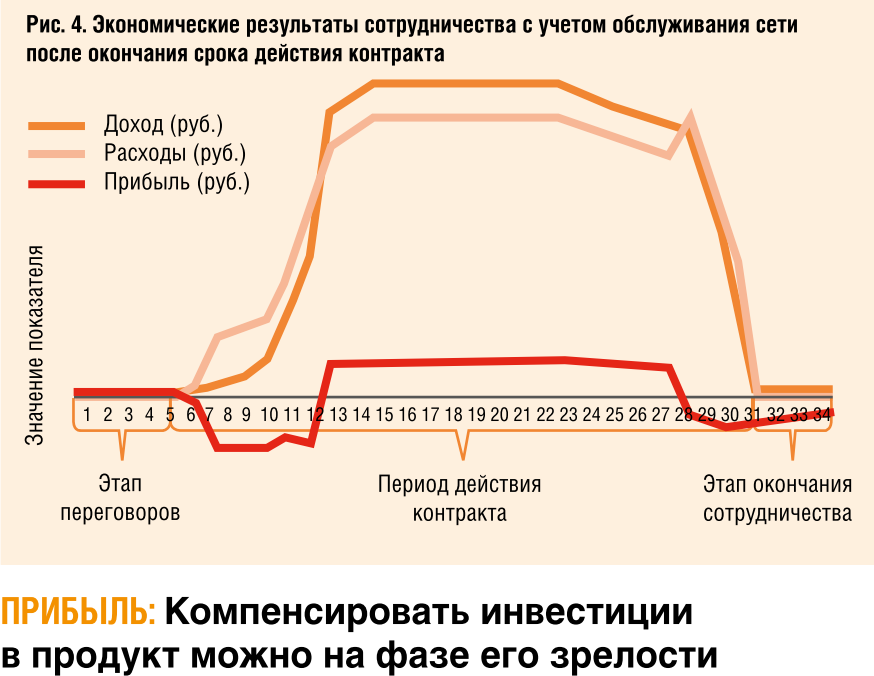 Рис. 4. Экономические результаты сотрудничества с учетом обслуживания сети
после окончания срока действия контракта
Доход (руб.)
Расходы (руб.)
Прибыль (руб.)
Значение показателя
1 2 3 4 5 6 7 8 9 10 11 12 13 14 15 16 17 18 19 20 21 22 23 24 25 26 27 28 29 30 31 32 33 34
Этап
переговоров
Период действия
контракта
Этап окончания
сотрудничества
ПРИБЫЛЬ: Компенсировать инвестиции
в продукт можно на фазе его зрелости